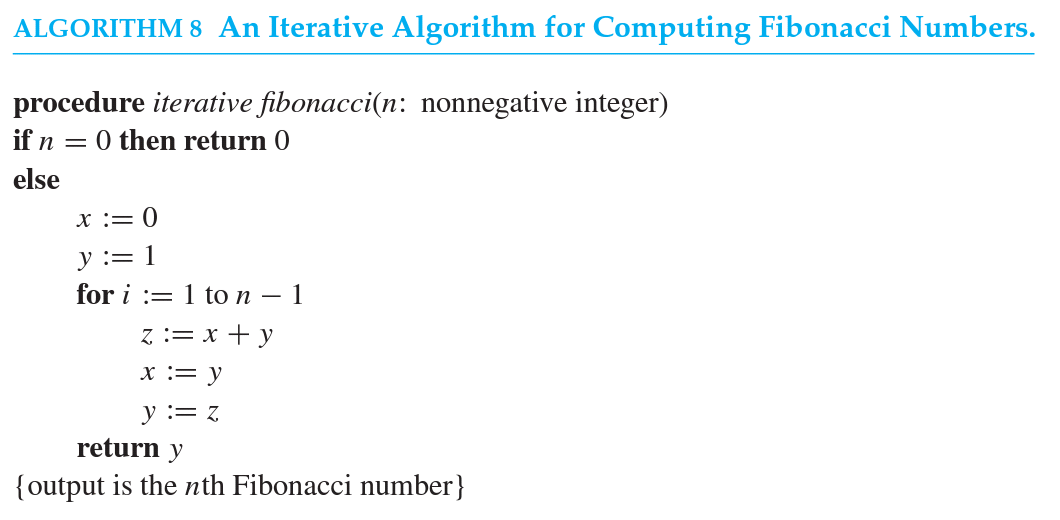 ALGORITHM 8 An Iterative Algorithm for Computing Fibonacci Numbers.
procedure iterative fibonacci(n: nonnegative integer)
if n = 0 then return 0
else
x := 0
y := 1
for i := 1 to n − 1
z := x + y
x := y
y := z
return y
{output is the nth Fibonacci number}